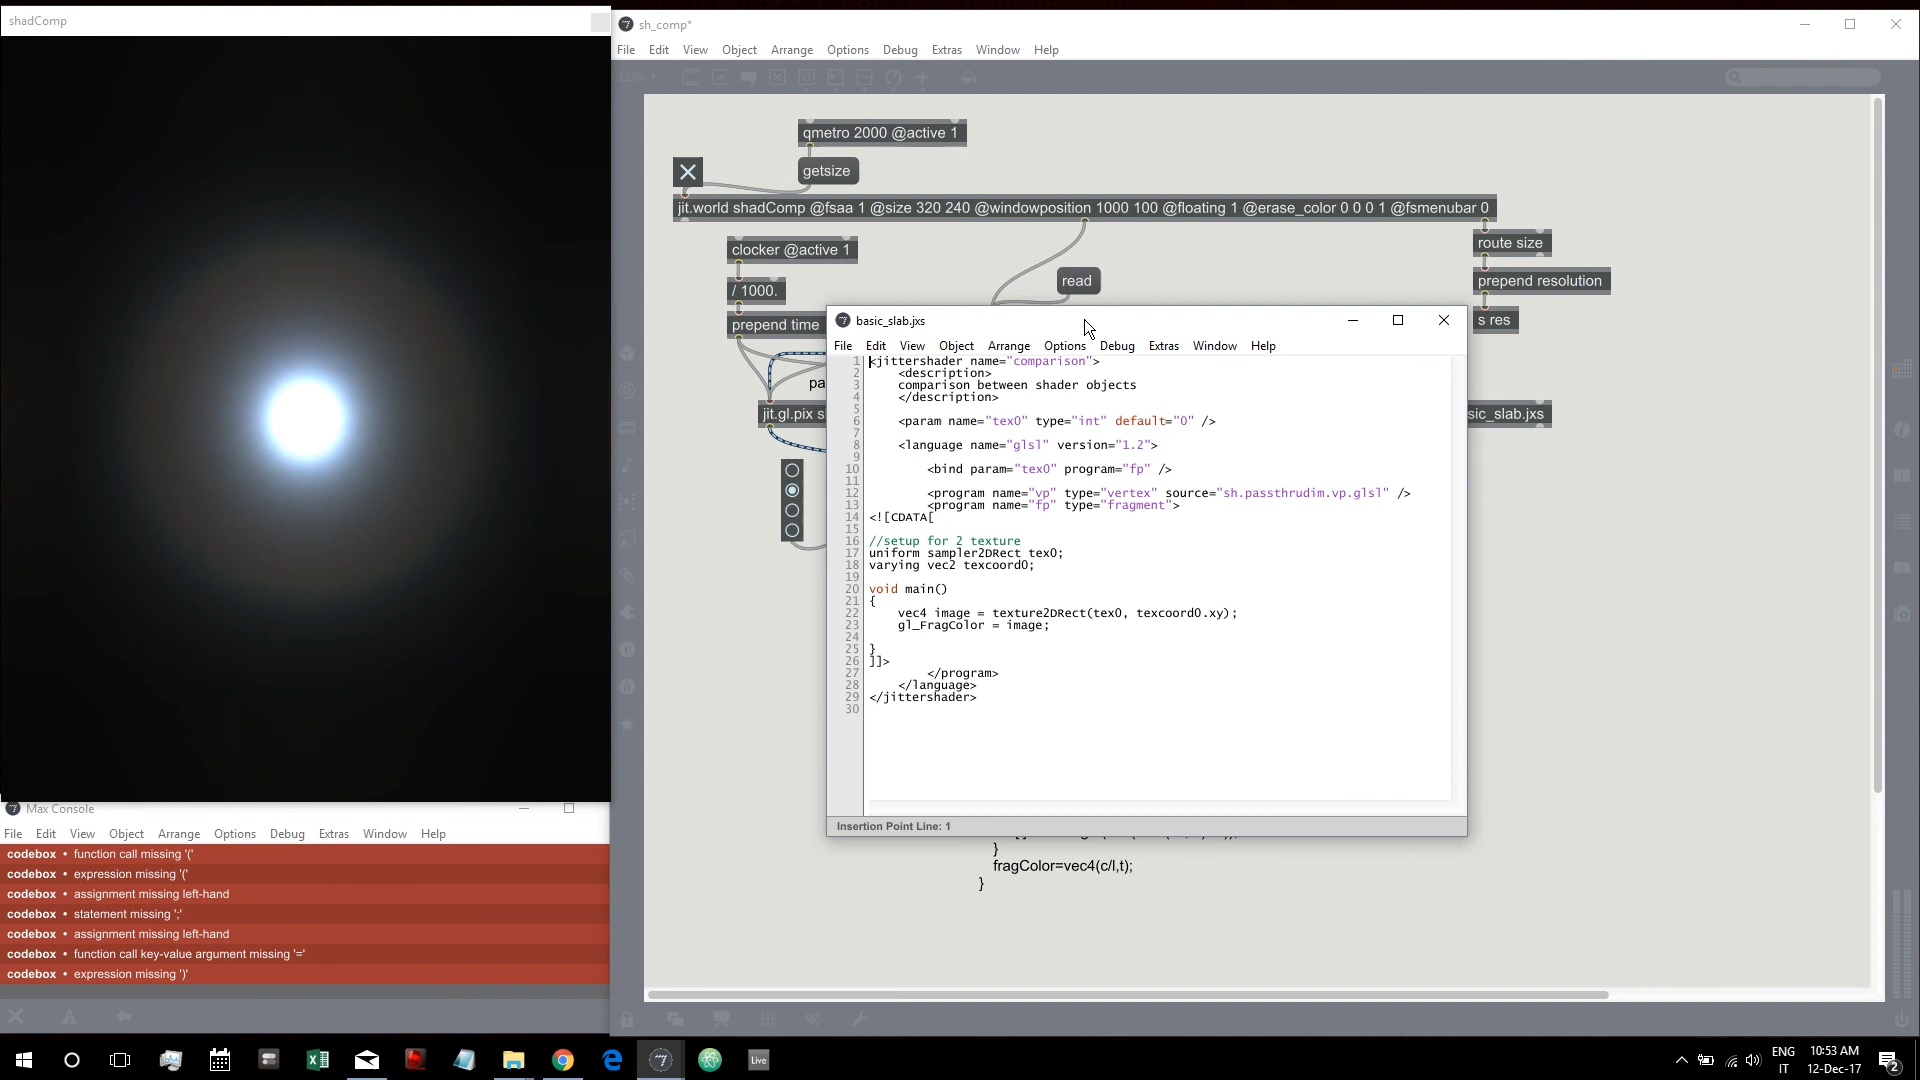 shadComp
sh_comp*
File Edit View Object Arrange Options Debug Extras Window Help
123%
qmetro 2000 @active 1
getsize
jit.world shadComp @fsaa 1 @size 320 240 @windowposition 1000 100 @floating 1 @erase_color 0 0 0 1 @fsmenubar 0
clocker @active 1
route size
/ 1000.
read
prepend resolution
prepend time
s res
pa
jit.gl.pix s
sic_slab.jxs
basic_slab.jxs
File Edit View Object Arrange Options Debug Extras Window Help
1 <jittershader name="comparison">
2 <description>
3 comparison between shader objects
4 </description>
5
6 <param name="tex0" type="int" default="0" />
7
8 <language name="glsl" version="1.2">
9
10 <bind param="tex0" program="fp" />
11
12 <program name="vp" type="vertex" source="sh.passthrudim.vp.glsl" />
13 <program name="fp" type="fragment">
14 <![CDATA[
15
16 //setup for 2 texture
17 uniform sampler2DRect tex0;
18 varying vec2 texcoord0;
19
20 void main()
21 {
22 vec4 image = texture2DRect(tex0, texcoord0.xy);
23 gl_FragColor = image;
24
25 }
26 ]]>
27 </program>
28 </language>
29 </jittershader>
30
Insertion Point Line: 1
}
fragColor=vec4(c/l,t);
}
Max Console
File Edit View Object Arrange Options Debug Extras Window Help
codebox • function call missing '('
codebox • expression missing '('
codebox • assignment missing left-hand
codebox • statement missing ';'
codebox • assignment missing left-hand
codebox • function call key-value argument missing '='
codebox • expression missing ')'
Live
ENG
IT
10:53 AM
12-Dec-17
2